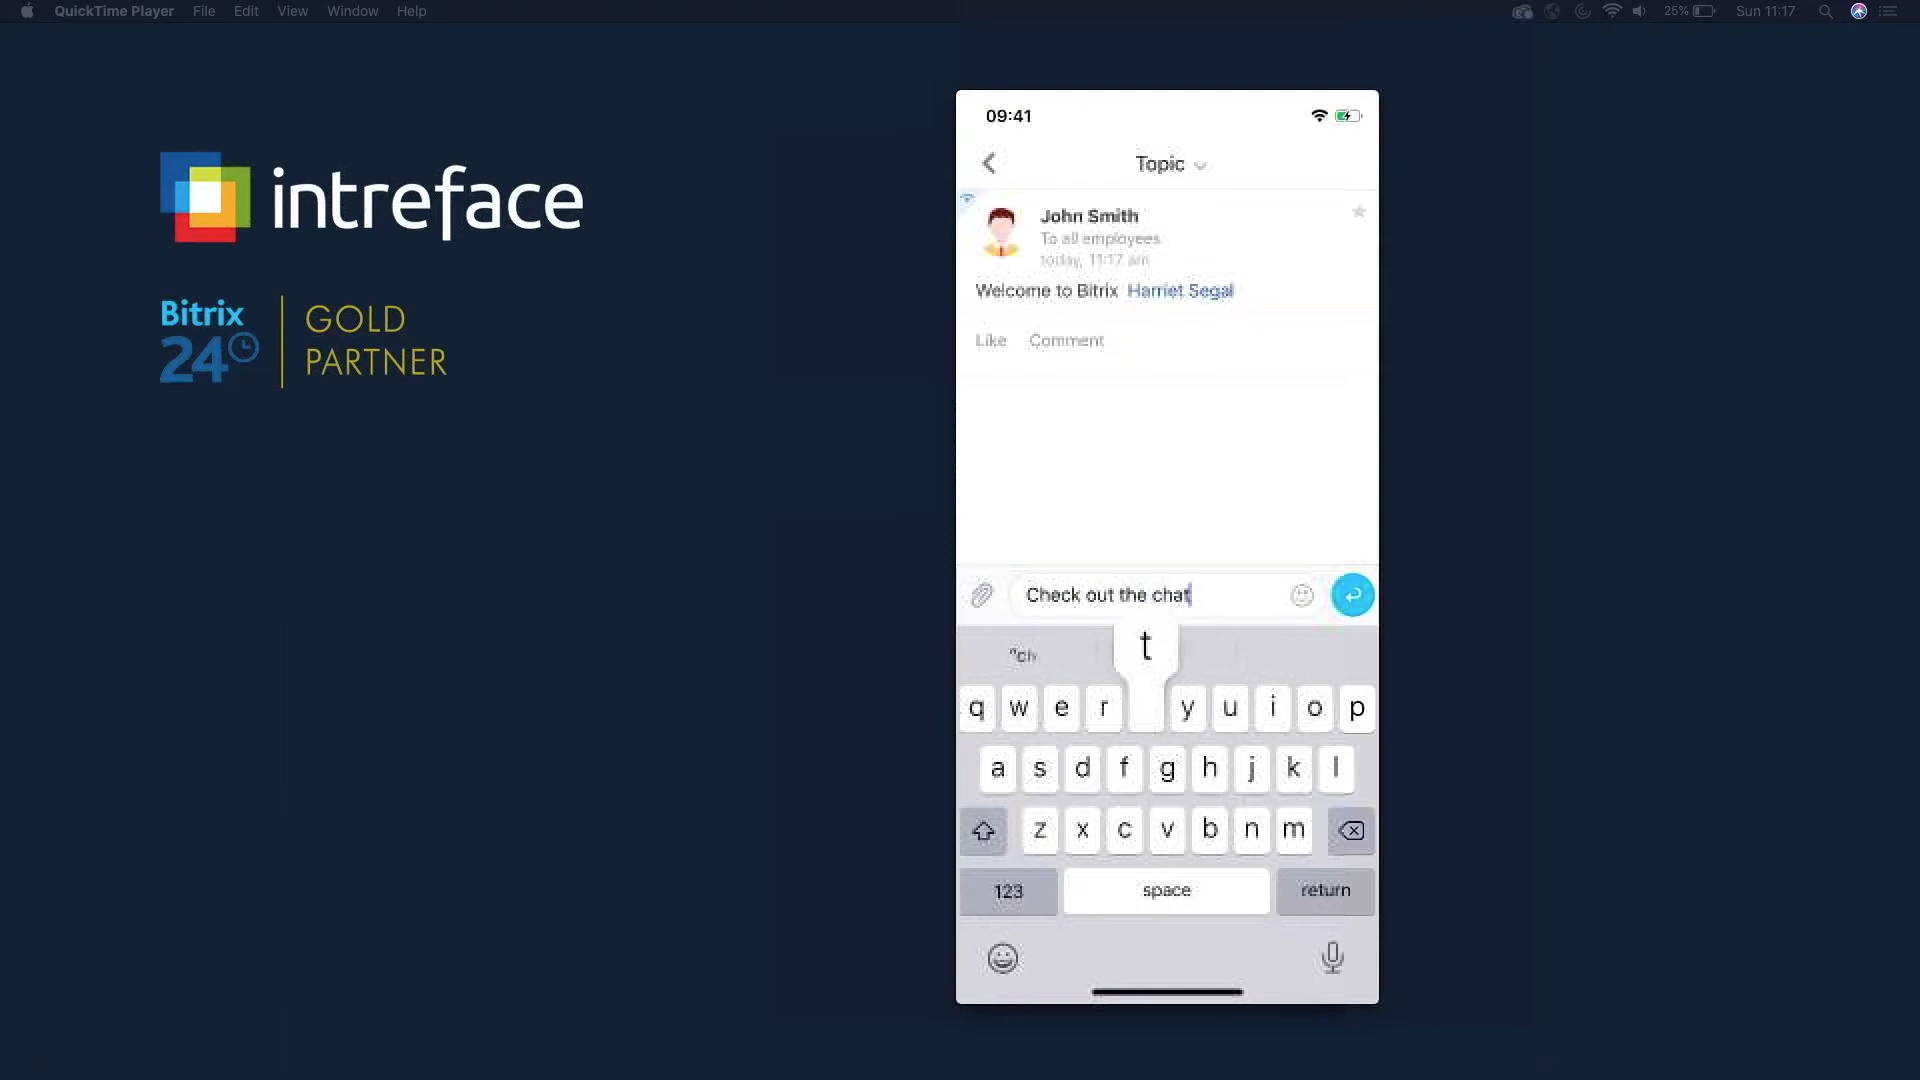 QuickTime Player File Edit View Window Help 25% Sun 11:17
intreface
Bitrix
24
GOLD
PARTNER
09:41
Topic
John Smith
To all employees
today, 11:17 am
Welcome to Bitrix Harriet Segal
Like Comment
Check out the chat
"ch
t
q w e r y u i o p
a s d f g h j k l
z x c v b n m
123 space return